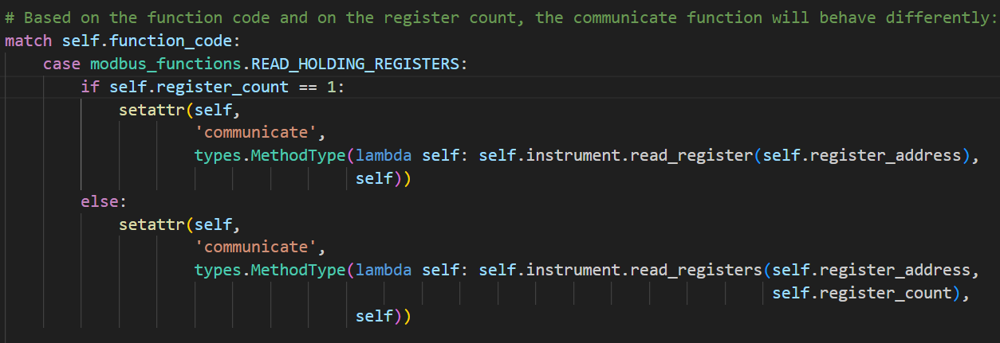 # Based on the function code and on the register count, the communicate function will behave differently:
match self.function_code:
    case modbus_functions.READ_HOLDING_REGISTERS:
        if self.register_count == 1:
            setattr(self,
                    'communicate',
                    types.MethodType(lambda self: self.instrument.read_register(self.register_address),
                                     self))
        else:
            setattr(self,
                    'communicate',
                    types.MethodType(lambda self: self.instrument.read_registers(self.register_address,
                                                                                 self.register_count),
                                     self))